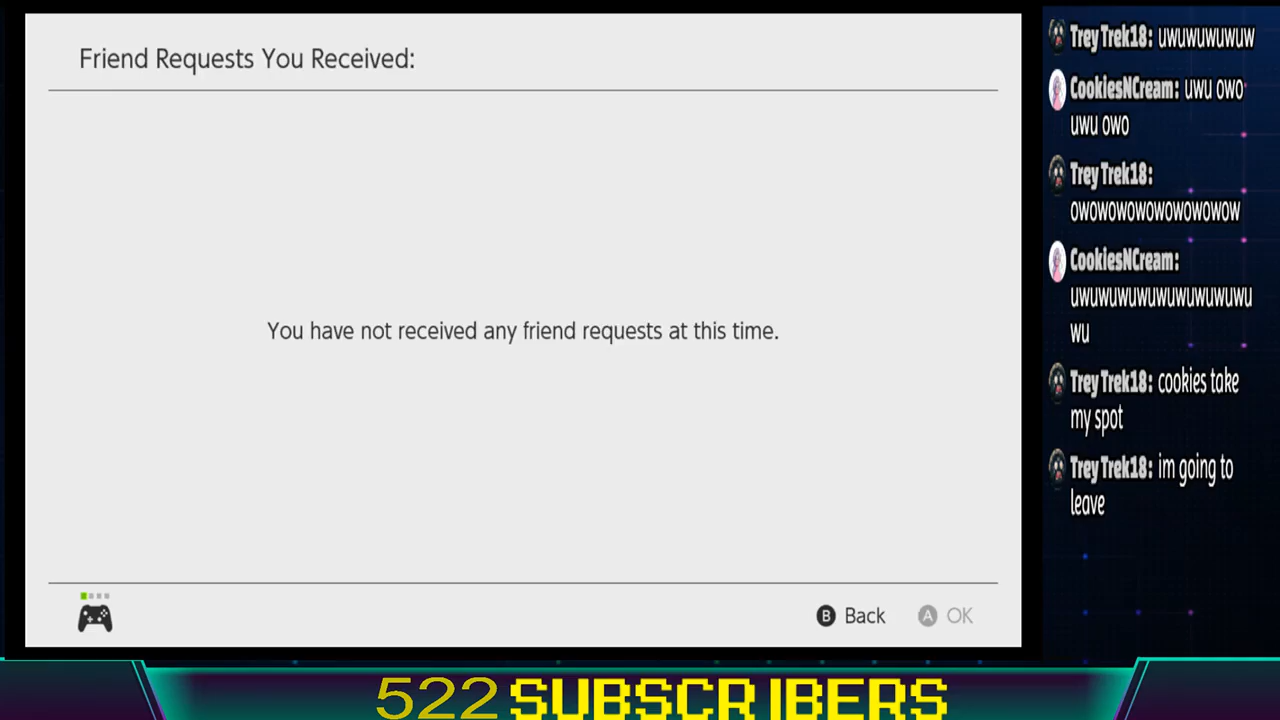 Friend Requests You Received:
You have not received any friend requests at this time.
B Back A OK
TreyTrek18: uwuwuwuwuw
CookiesNCream: uwu owo
uwu owo
TreyTrek18:
owowowowowowowowow
CookiesNCream:
uwuwuwuwuwuwuwuwuwu
wu
TreyTrek18: cookies take
my spot
TreyTrek18: im going to
leave
522 SUBSCRIBERS